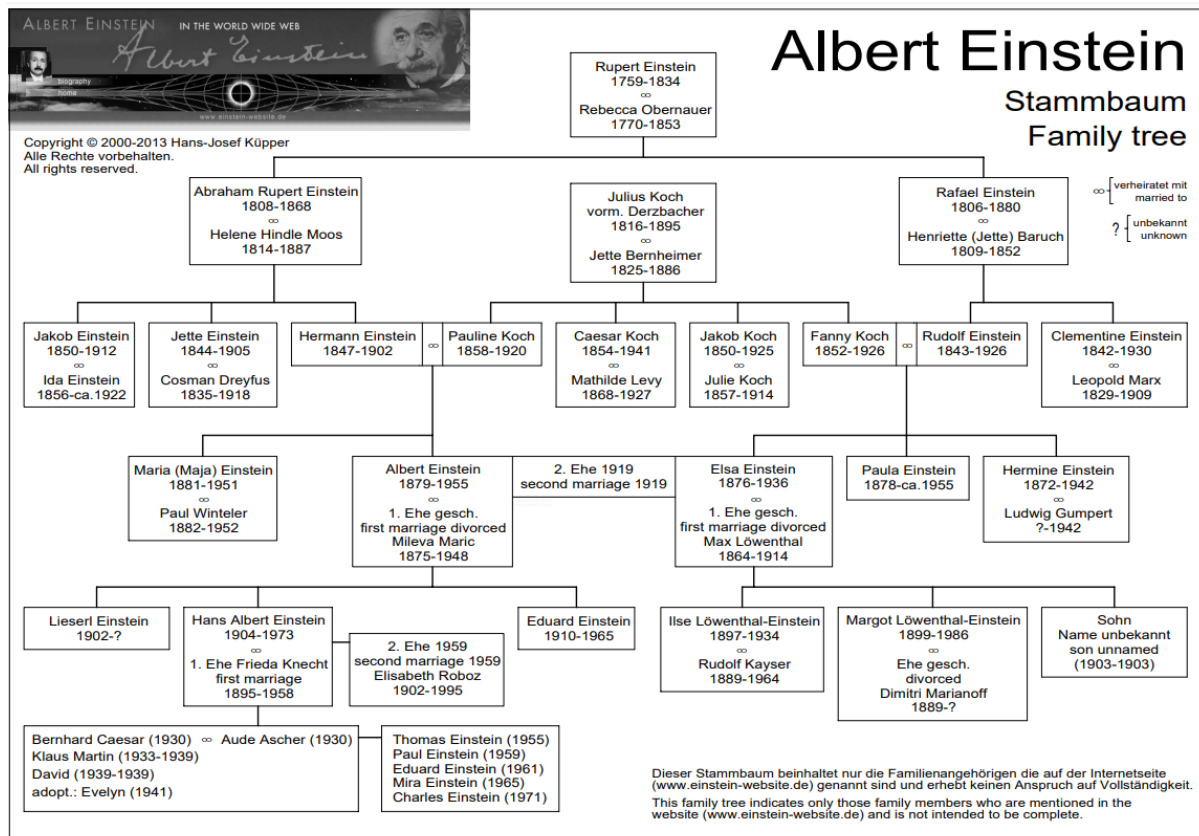 ALBERT EINSTEIN IN THE WORLD WIDE WEB
Albert Einstein
biography
home
www.einstein-website.de
Albert Einstein
Stammbaum
Family tree
Copyright © 2000-2013 Hans-Josef Küpper
Alle Rechte vorbehalten.
All rights reserved.
∞ verheiratet mit
married to
? unbekannt
unknown
Rupert Einstein
1759-1834
∞
Rebecca Obernauer
1770-1853
Abraham Rupert Einstein
1808-1868
∞
Helene Hindle Moos
1814-1887
Julius Koch
vorm. Derzbacher
1816-1895
∞
Jette Bernheimer
1825-1886
Rafael Einstein
1806-1880
∞
Henriette (Jette) Baruch
1809-1852
Jakob Einstein
1850-1912
∞
Ida Einstein
1856-ca.1922
Jette Einstein
1844-1905
∞
Cosman Dreyfus
1835-1918
Hermann Einstein
1847-1902
∞
Pauline Koch
1858-1920
Caesar Koch
1854-1941
∞
Mathilde Levy
1868-1927
Jakob Koch
1850-1925
∞
Julie Koch
1857-1914
Fanny Koch
1852-1926
∞
Rudolf Einstein
1843-1926
Clementine Einstein
1842-1930
∞
Leopold Marx
1829-1909
Maria (Maja) Einstein
1881-1951
∞
Paul Winteler
1882-1952
Albert Einstein
1879-1955
∞
1. Ehe gesch.
first marriage divorced
Mileva Maric
1875-1948
2. Ehe 1919
second marriage 1919
Elsa Einstein
1876-1936
∞
1. Ehe gesch.
first marriage divorced
Max Löwenthal
1864-1914
Paula Einstein
1878-ca.1955
Hermine Einstein
1872-1942
∞
Ludwig Gumpert
?-1942
Lieserl Einstein
1902-?
Hans Albert Einstein
1904-1973
∞
1. Ehe Frieda Knecht
first marriage
1895-1958
2. Ehe 1959
second marriage 1959
Elisabeth Roboz
1902-1995
Eduard Einstein
1910-1965
Ilse Löwenthal-Einstein
1897-1934
∞
Rudolf Kayser
1889-1964
Margot Löwenthal-Einstein
1899-1986
∞
Ehe gesch.
divorced
Dimitri Marianoff
1889-?
Sohn
Name unbekannt
son unnamed
(1903-1903)
Bernhard Caesar (1930) ∞ Aude Ascher (1930)
Klaus Martin (1933-1939)
David (1939-1939)
adopt.: Evelyn (1941)
Thomas Einstein (1955)
Paul Einstein (1959)
Eduard Einstein (1961)
Mira Einstein (1965)
Charles Einstein (1971)
Dieser Stammbaum beinhaltet nur die Familienangehörigen die auf der Internetseite
(www.einstein-website.de) genannt sind und erhebt keinen Anspruch auf Vollständigkeit.
This family tree indicates only those family members who are mentioned in the
website (www.einstein-website.de) and is not intended to be complete.